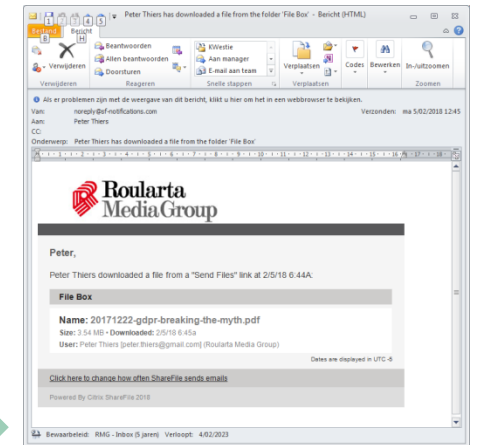 1 2 3 4 5
Peter Thiers has downloaded a file from the folder 'File Box' - Bericht (HTML)
Bestand Bericht
B H
Verwijderen
Beantwoorden
Allen beantwoorden
Doorsturen
KWestie
Aan manager
E-mail aan team
Verplaatsen
Codes
Bewerken
In-/uitzoomen
Verwijderen Reageren Snelle stappen Verplaatsen Zoomen
Als er problemen zijn met de weergave van dit bericht, klikt u hier om het in een webbrowser te bekijken.
Van: noreply@sf-notifications.com Verzonden: ma 5/02/2018 12:45
Aan: Peter Thiers
CC:
Onderwerp: Peter Thiers has downloaded a file from the folder 'File Box'
Roularta
Media Group
Peter,
Peter Thiers downloaded a file from a "Send Files" link at 2/5/18 6:44A:
File Box
Name: 20171222-gdpr-breaking-the-myth.pdf
Size: 3.54 MB • Downloaded: 2/5/18 6:45a
User: Peter Thiers [peter.thiers@gmail.com] (Roularta Media Group)
Dates are displayed in UTC -6
Click here to change how often ShareFile sends emails
Powered By Citrix ShareFile 2018
Bewaarbeleid: RMG - Inbox (5 jaren) Verloopt: 4/02/2023